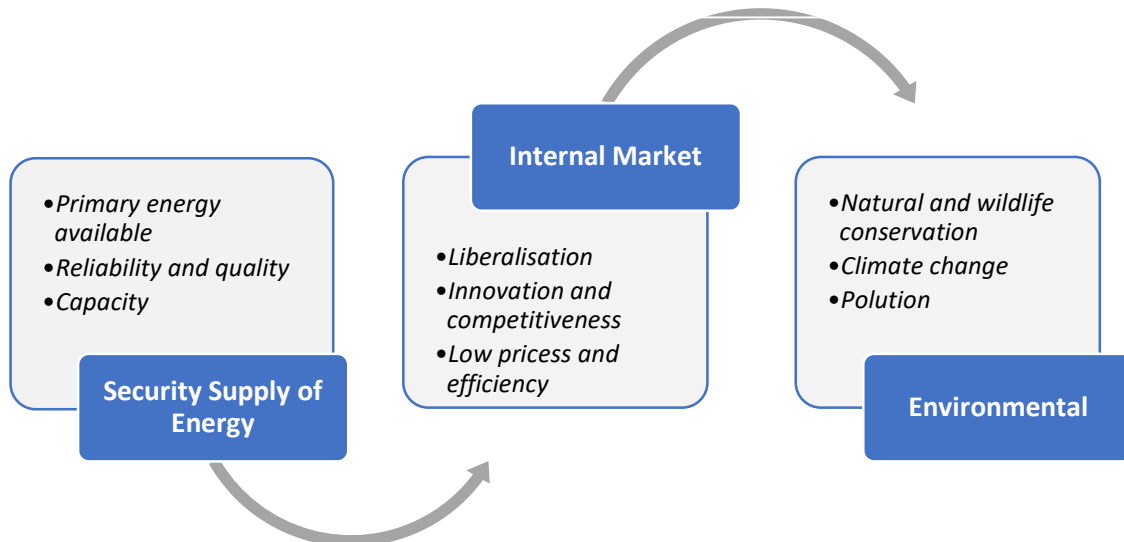 •Primary energy
available
•Reliability and quality
•Capacity
Security Supply of
Energy
Internal Market
•Liberalisation
•Innovation and
competitiveness
•Low pricess and
efficiency
•Natural and wildlife
conservation
•Climate change
•Polution
Environmental